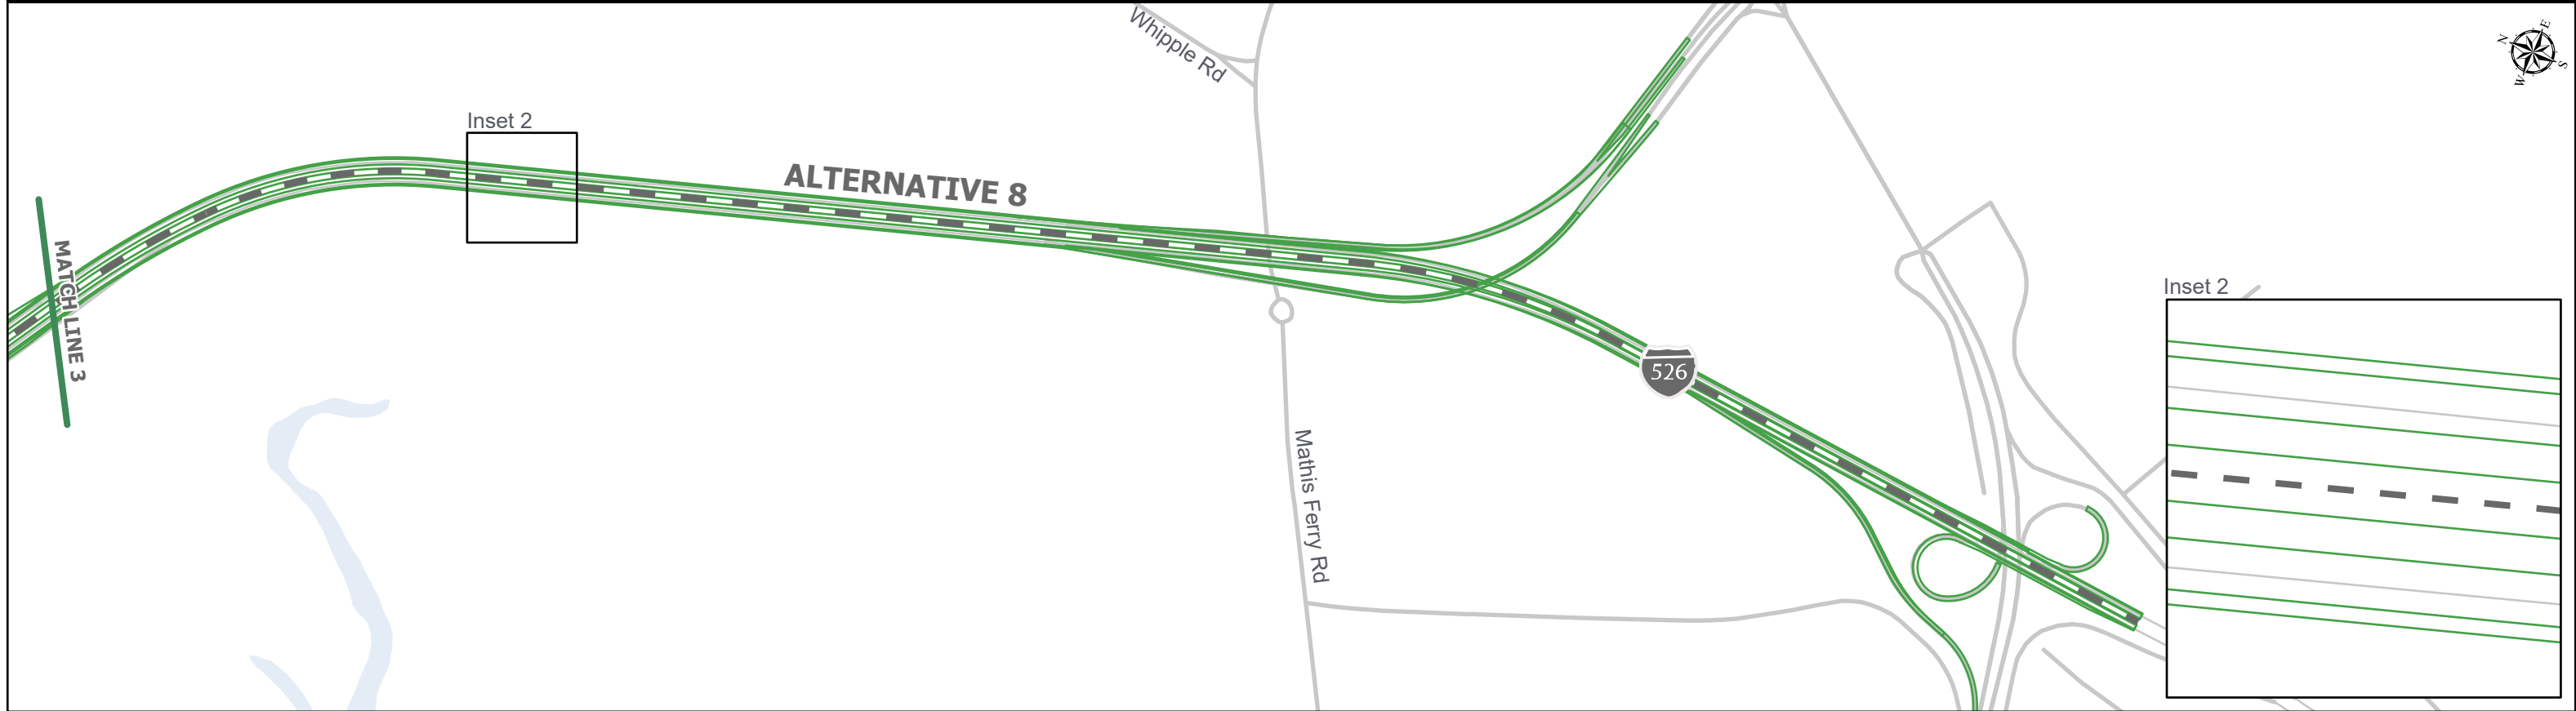 Whipple Rd
N
E
W
S
Inset 2
ALTERNATIVE 8
MATCH LINE 3
Inset 2
526
Mathis Ferry Rd